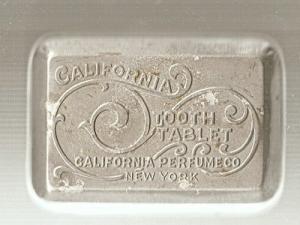 CALIFORNIA
TOOTH
TABLET
CALIFORNIA PERFUME CO
NEW YORK